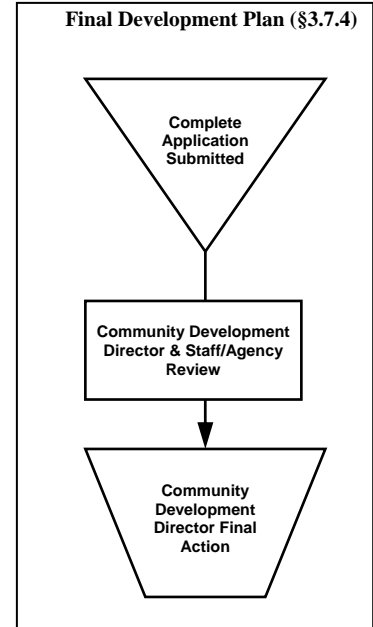 Final Development Plan (§3.7.4)
Complete
Application
Submitted
Community Development
Director & Staff/Agency
Review
Community
Development
Director Final
Action